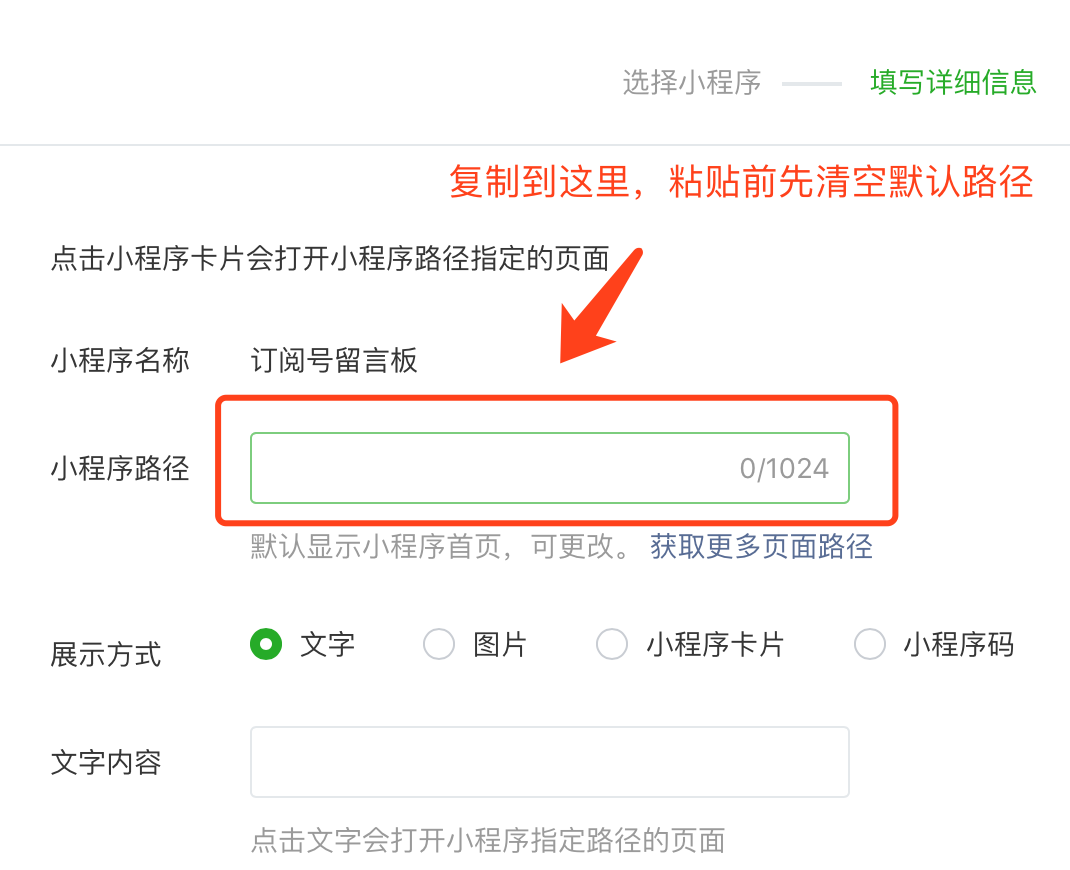 选择小程序 填写详细信息
复制到这里，粘贴前先清空默认路径
点击小程序卡片会打开小程序路径指定的页面
小程序名称 订阅号留言板
小程序路径 0/1024
默认显示小程序首页，可更改。 获取更多页面路径
展示方式 文字 图片 小程序卡片 小程序码
文字内容
点击文字会打开小程序指定路径的页面